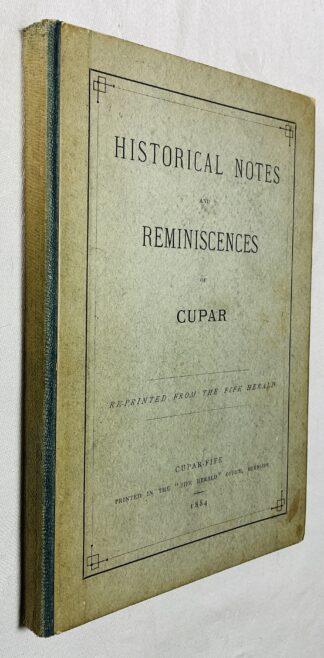 HISTORICAL NOTES
AND
REMINISCENCES
OF
CUPAR
RE-PRINTED FROM THE FIFE HERALD
CUPAR-FIFE
PRINTED IN THE "FIFE HERALD" OFFICE, BURNSIDE
1884